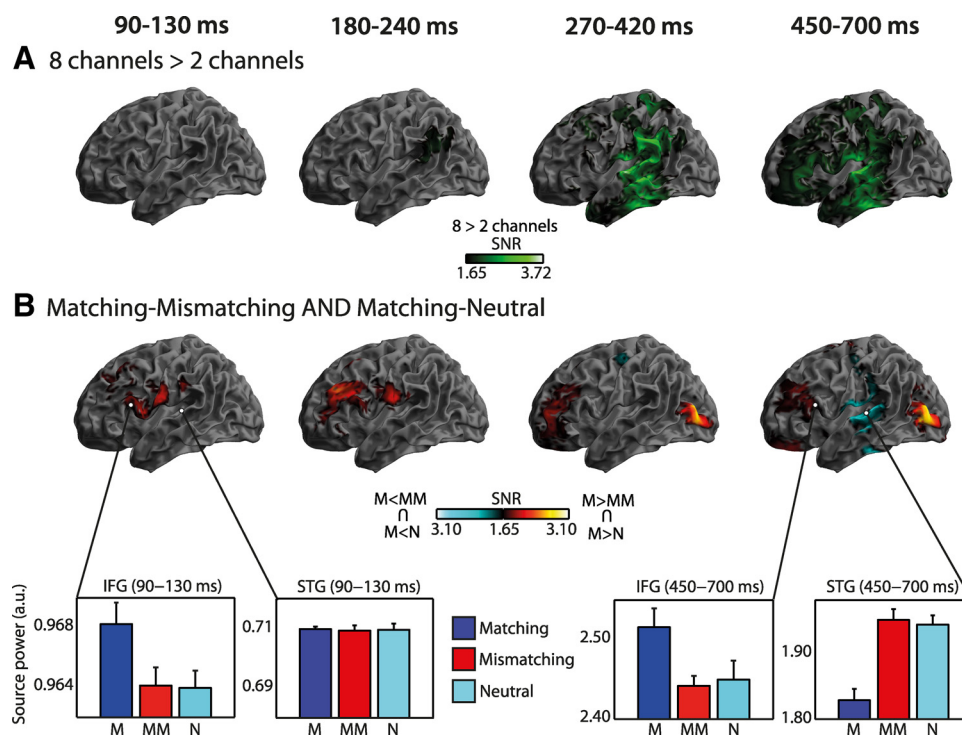 90-130 ms 180-240 ms 270-420 ms 450-700 ms
A 8 channels > 2 channels
8 > 2 channels
SNR
1.65 3.72
B Matching-Mismatching AND Matching-Neutral
M<MM SNR M>MM
∩ ∩
3.10 1.65 3.10
M<N M>N
IFG (90–130 ms) STG (90–130 ms) IFG (450–700 ms) STG (450–700 ms)
Source power (a.u.)
0.968
0.964
M MM N
0.71
0.69
M MM N
Matching
Mismatching
Neutral
2.50
2.40
M MM N
1.90
1.80
M MM N